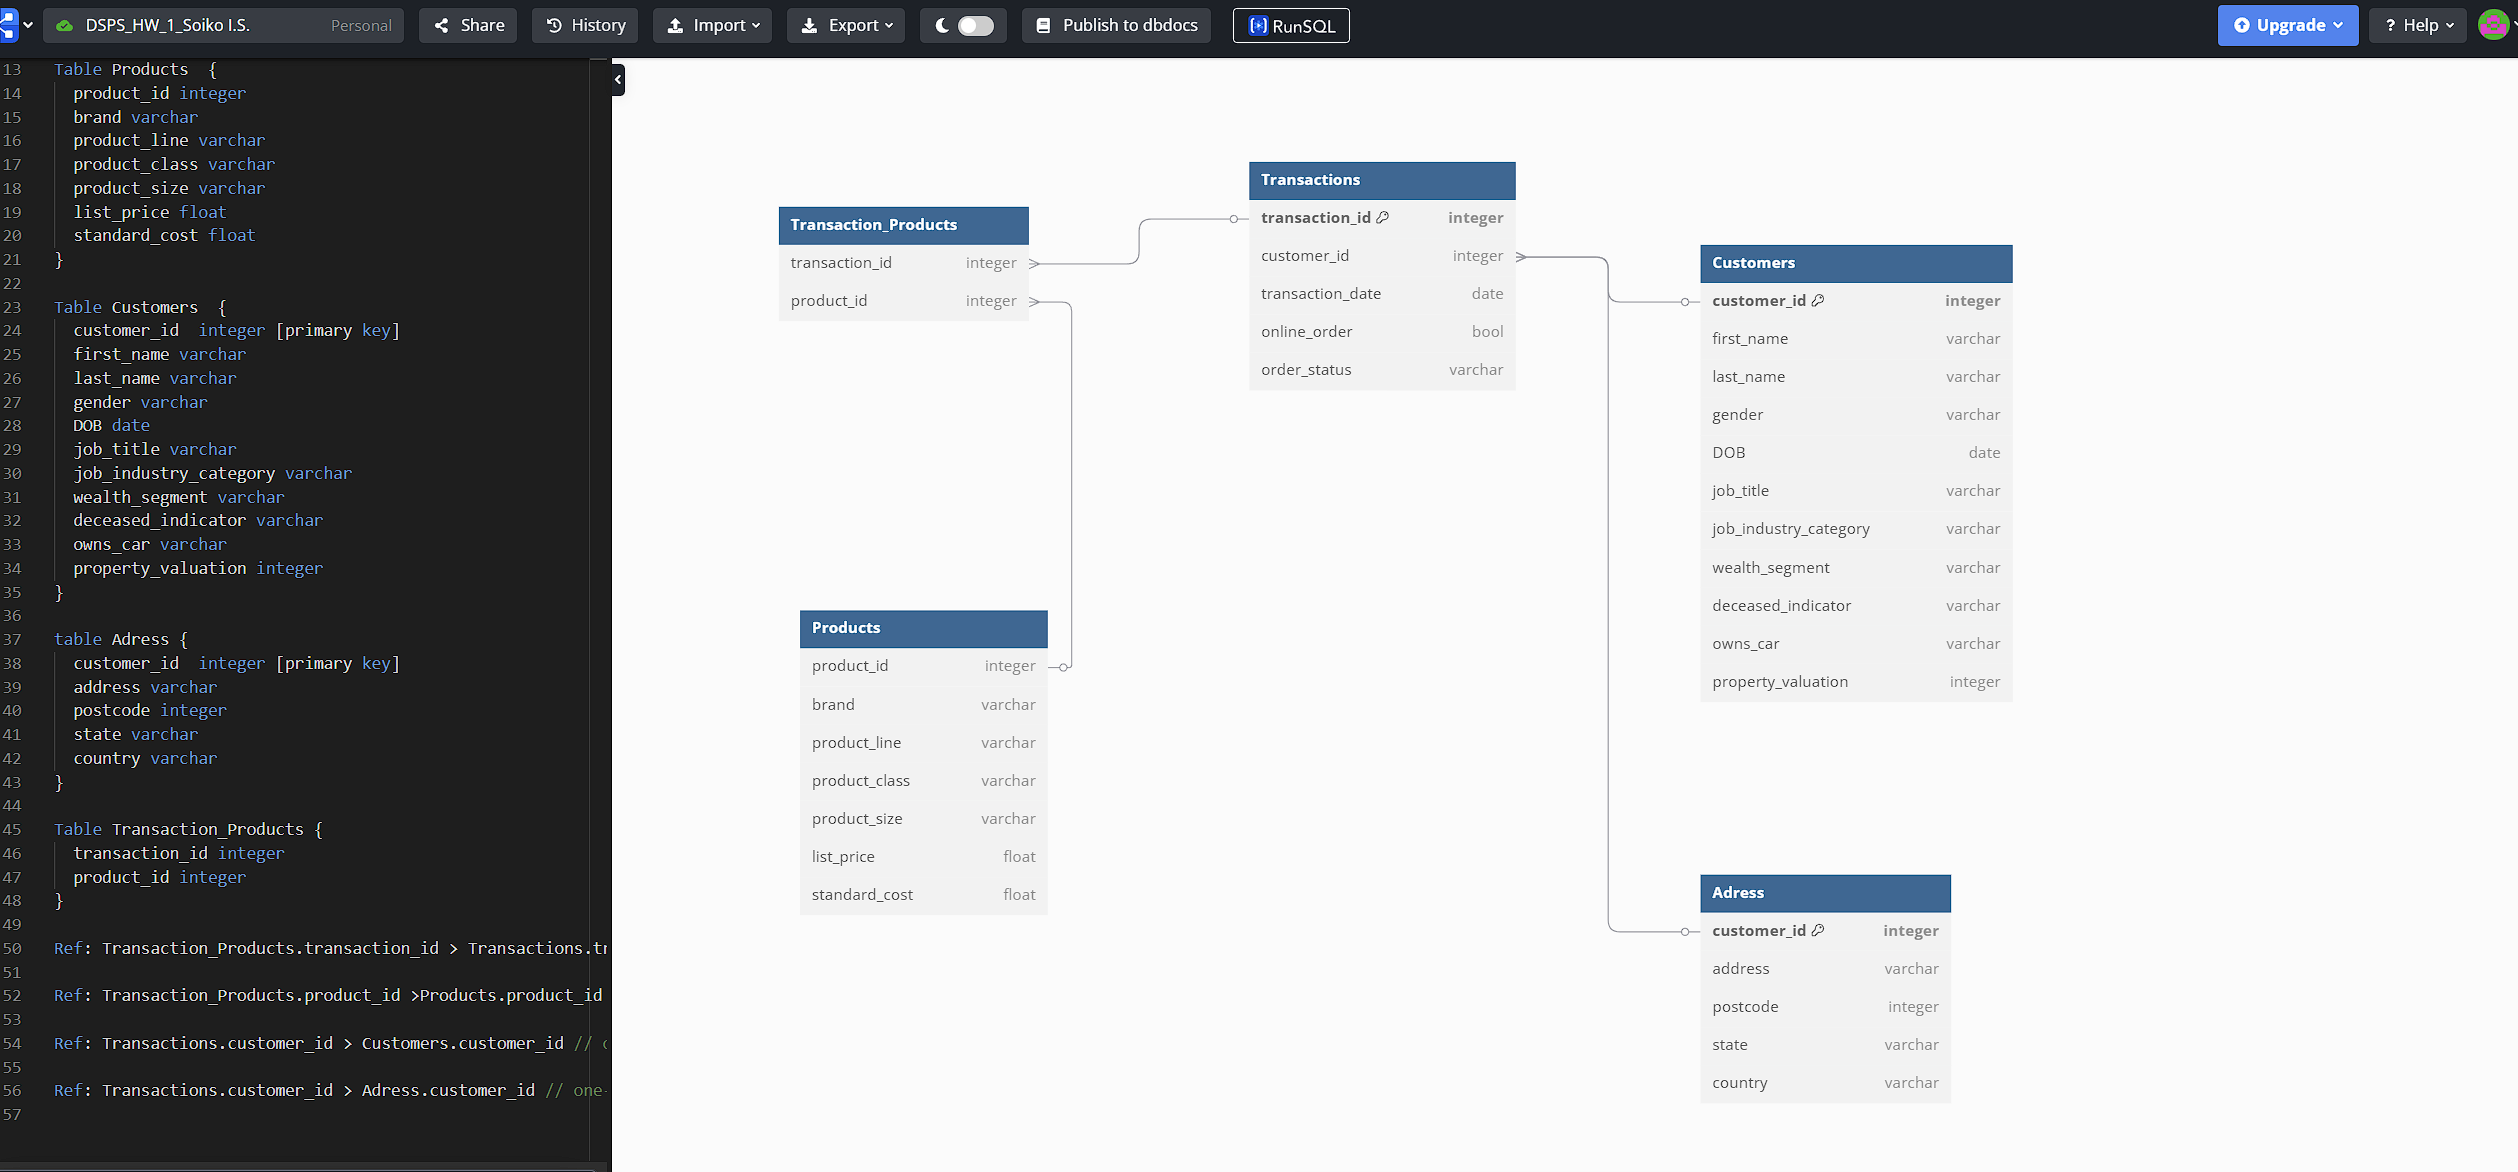 DSPS_HW_1_Soiko I.S. Personal Share History Import Export Publish to dbdocs RunSQL Upgrade ? Help
13 Table Products {
14 product_id integer
15 brand varchar
16 product_line varchar
17 product_class varchar
18 product_size varchar
19 list_price float
20 standard_cost float
21 }
22
23 Table Customers {
24 customer_id integer [primary key]
25 first_name varchar
26 last_name varchar
27 gender varchar
28 DOB date
29 job_title varchar
30 job_industry_category varchar
31 wealth_segment varchar
32 deceased_indicator varchar
33 owns_car varchar
34 property_valuation integer
35 }
36
37 table Adress {
38 customer_id integer [primary key]
39 address varchar
40 postcode integer
41 state varchar
42 country varchar
43 }
44
45 Table Transaction_Products {
46 transaction_id integer
47 product_id integer
48 }
49
50 Ref: Transaction_Products.transaction_id > Transactions.tr
51
52 Ref: Transaction_Products.product_id >Products.product_id
53
54 Ref: Transactions.customer_id > Customers.customer_id //
55
56 Ref: Transactions.customer_id > Adress.customer_id // one-
57
Transaction_Products
transaction_id integer
product_id integer
Transactions
transaction_id integer
customer_id integer
transaction_date date
online_order bool
order_status varchar
Customers
customer_id integer
first_name varchar
last_name varchar
gender varchar
DOB date
job_title varchar
job_industry_category varchar
wealth_segment varchar
deceased_indicator varchar
owns_car varchar
property_valuation integer
Products
product_id integer
brand varchar
product_line varchar
product_class varchar
product_size varchar
list_price float
standard_cost float
Adress
customer_id integer
address varchar
postcode integer
state varchar
country varchar